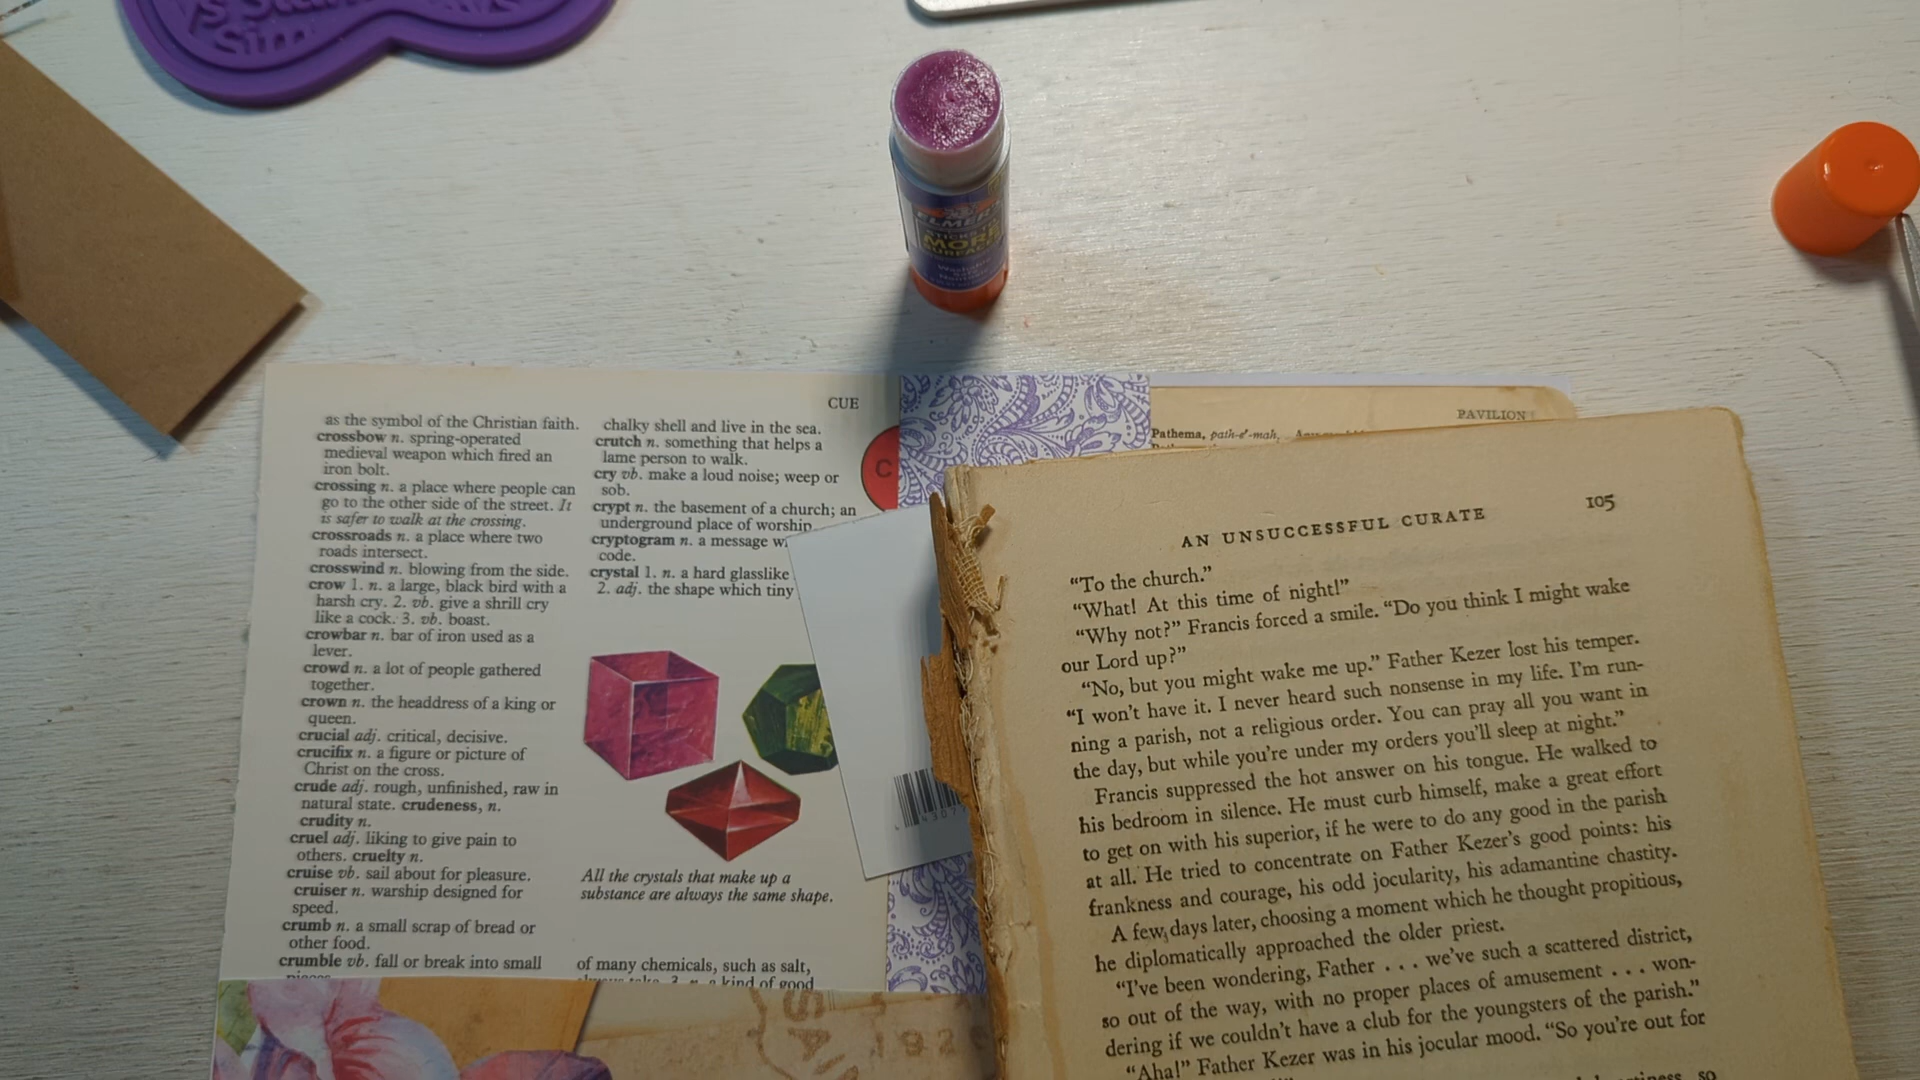 Sim
ELMER'S
MORE
Washable
CUE
as the symbol of the Christian faith.
crossbow n. spring-operated
medieval weapon which fired an
iron bolt.
crossing n. a place where people can
go to the other side of the street. It
is safer to walk at the crossing.
crossroads n. a place where two
roads intersect.
crosswind n. blowing from the side.
crow 1. n. a large, black bird with a
harsh cry. 2. vb. give a shrill cry
like a cock. 3. vb. boast.
crowbar n. bar of iron used as a
lever.
crowd n. a lot of people gathered
together.
crown n. the headdress of a king or
queen.
crucial adj. critical, decisive.
crucifix n. a figure or picture of
Christ on the cross.
crude adj. rough, unfinished, raw in
natural state. crudeness, n.
crudity n.
cruel adj. liking to give pain to
others. cruelty n.
cruise vb. sail about for pleasure.
cruiser n. warship designed for
speed.
crumb n. a small scrap of bread or
other food.
crumble vb. fall or break into small
chalky shell and live in the sea.
crutch n. something that helps a
lame person to walk.
cry vb. make a loud noise; weep or
sob.
crypt n. the basement of a church; an
underground place of worship
cryptogram n. a message
code.
crystal 1. n. a hard glasslike
2. adj. the shape which tiny
All the crystals that make up a
substance are always the same shape.
of many chemicals, such as salt,
a kind of good
C
PAVILION
Pathema, path-e'-mah,
AN UNSUCCESSFUL CURATE 105
“To the church.”
“What! At this time of night!”
“Why not?” Francis forced a smile. “Do you think I might wake
our Lord up?”
“No, but you might wake me up.” Father Kezer lost his temper.
“I won't have it. I never heard such nonsense in my life. I'm run-
ning a parish, not a religious order. You can pray all you want in
the day, but while you're under my orders you'll sleep at night.”
Francis suppressed the hot answer on his tongue. He walked to
his bedroom in silence. He must curb himself, make a great effort
to get on with his superior, if he were to do any good in the parish
at all. He tried to concentrate on Father Kezer's good points: his
frankness and courage, his odd jocularity, his adamantine chastity.
A few days later, choosing a moment which he thought propitious,
he diplomatically approached the older priest.
“I've been wondering, Father . . . we've such a scattered district,
so out of the way, with no proper places of amusement . . . won-
dering if we couldn't have a club for the youngsters of the parish.”
“Aha!” Father Kezer was in his jocular mood. “So you're out for
so